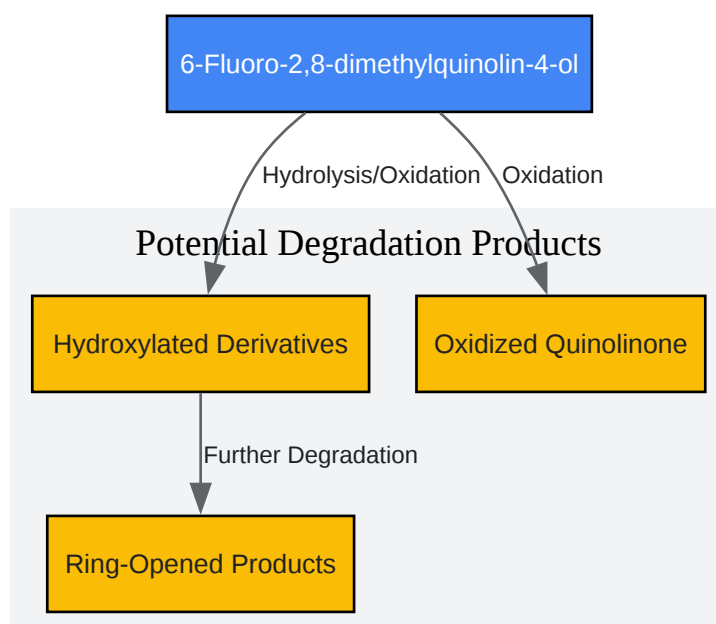 6-Fluoro-2,8-dimethylquinolin-4-ol
Hydrolysis/Oxidation
Oxidation
Potential Degradation Products
Hydroxylated Derivatives
Oxidized Quinolinone
Further Degradation
Ring-Opened Products